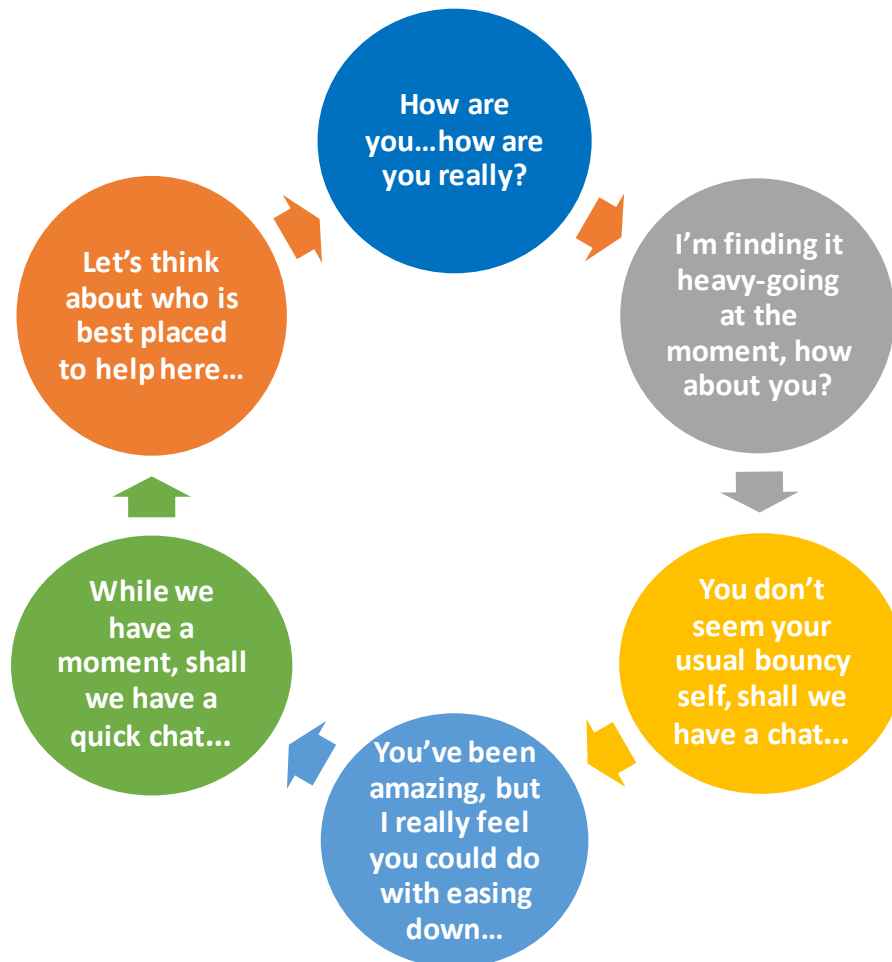 How are
you…how are
you really?
I’m finding it
heavy-going
at the
moment, how
about you?
You don’t
seem your
usual bouncy
self, shall we
have a chat…
You’ve been
amazing, but
I really feel
you could do
with easing
down…
While we
have a
moment, shall
we have a
quick chat…
Let’s think
about who is
best placed
to help here…